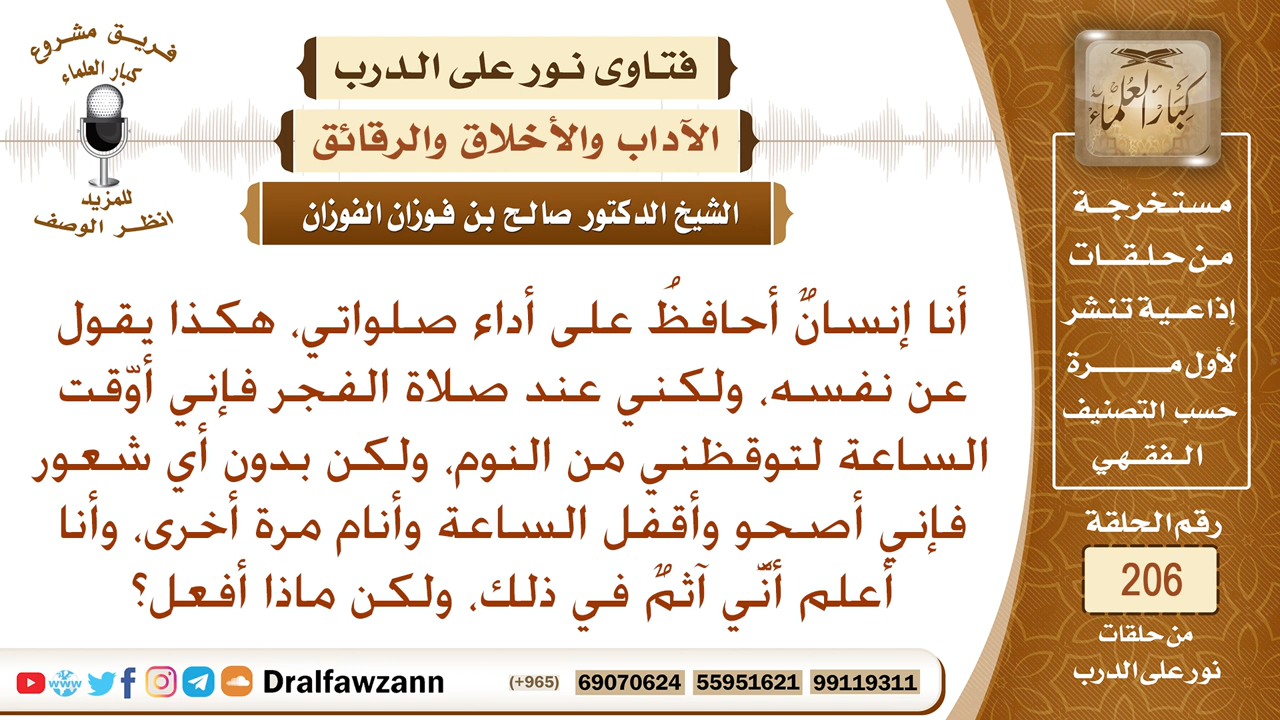 فريق مشروع
كبار العلماء
للمزيد
انظر الوصف
فتاوى نور على الدرب
الآداب والأخلاق والرقائق
الشيخ الدكتور صالح بن فوزان الفوزان
كبار العلماء
مستخرجة
من حلقات
إذاعية تنشر
لأول مرة
حسب التصنيف
الفقهي
رقم الحلقة
206
من حلقات
نور على الدرب
أنا إنسانٌ أحافظُ على أداء صلواتي، هكذا يقول
عن نفسه، ولكني عند صلاة الفجر فإني أوّقت
الساعة لتوقظني من النوم، ولكن بدون أي شعور
فإني أصحو وأقفل الساعة وأنام مرة أخرى، وأنا
أعلم أنّني آثمٌ في ذلك، ولكن ماذا أفعل؟
Dralfawzann (+965) 69070624 55951621 99119311